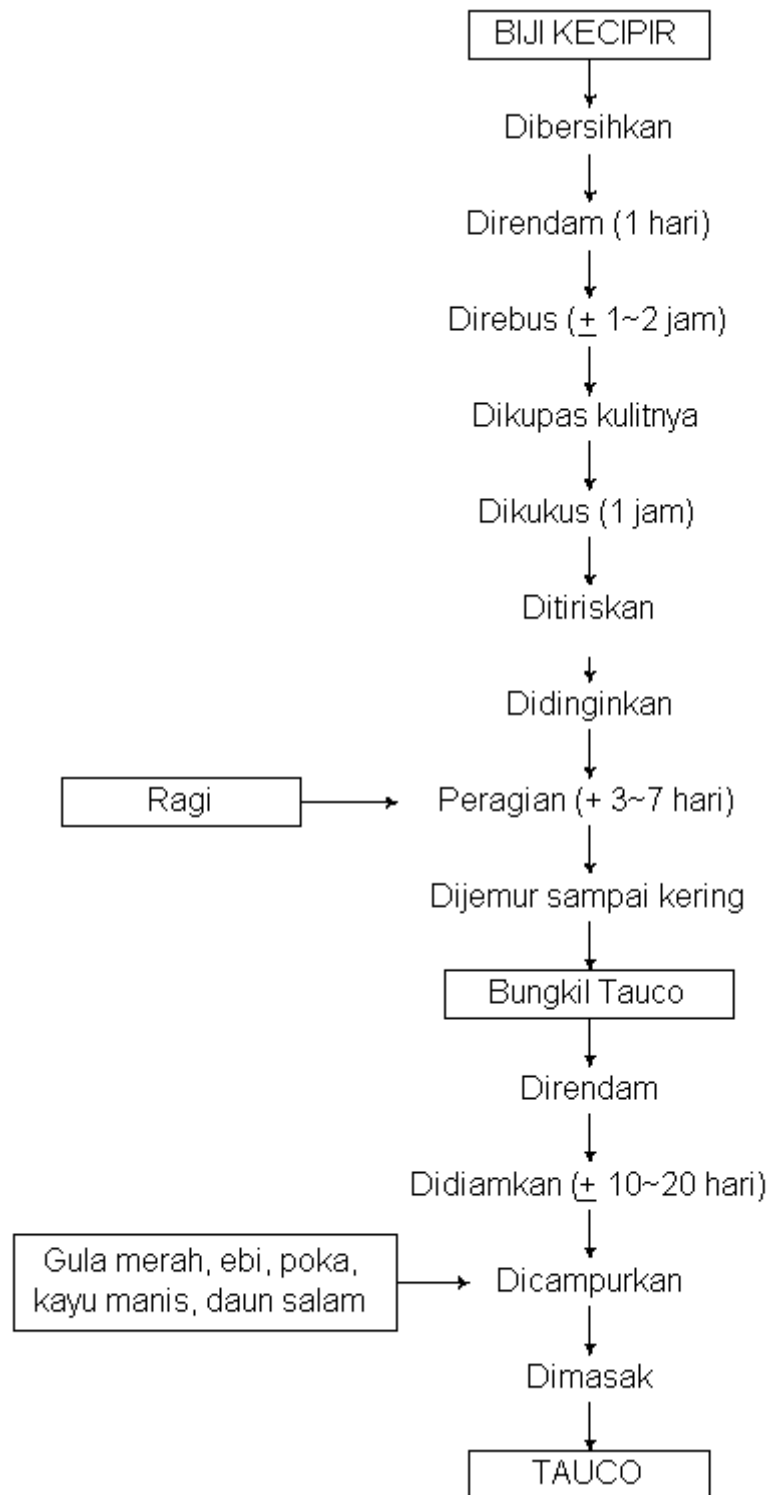 BIJI KECIPIR
Dibersihkan
Direndam (1 hari)
Direbus (± 1~2 jam)
Dikupas kulitnya
Dikukus (1 jam)
Ditiriskan
Didinginkan
Ragi
Peragian (+ 3~7 hari)
Dijemur sampai kering
Bungkil Tauco
Direndam
Didiamkan (± 10~20 hari)
Gula merah, ebi, poka,
kayu manis, daun salam
Dicampurkan
Dimasak
TAUCO